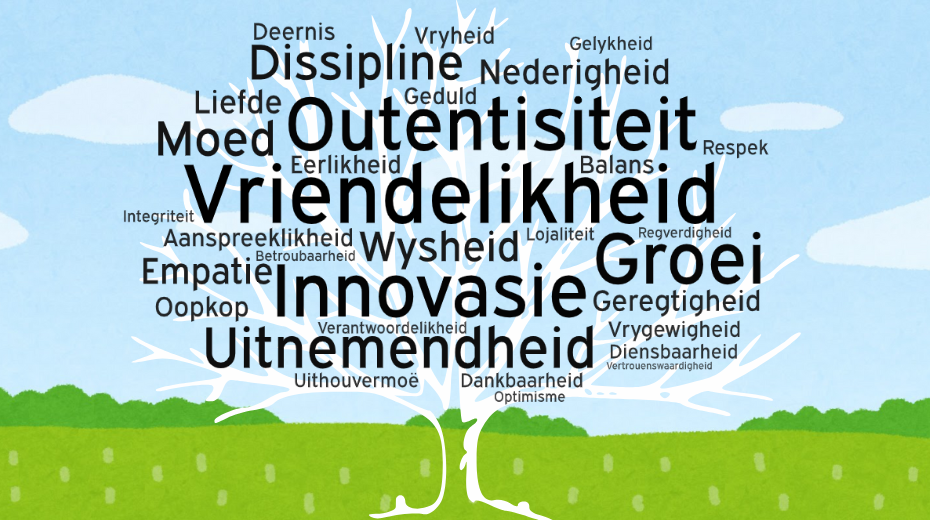 Deernis
Vryheid
Gelykheid
Dissipline
Nederigheid
Liefde
Geduld
Outentisiteit
Moed
Respek
Eerlikheid
Balans
Vriendelikheid
Integriteit
Aanspreeklikheid
Wysheid
Lojaliteit
Regverdigheid
Betroubaarheid
Groei
Empatie
Innovasie
Geregtigheid
Oopkop
Verantwoordelikheid
Vrygewigheid
Uitnemendheid
Diensbaarheid
Vertrouenswaardigheid
Uithouvermoë
Dankbaarheid
Optimisme